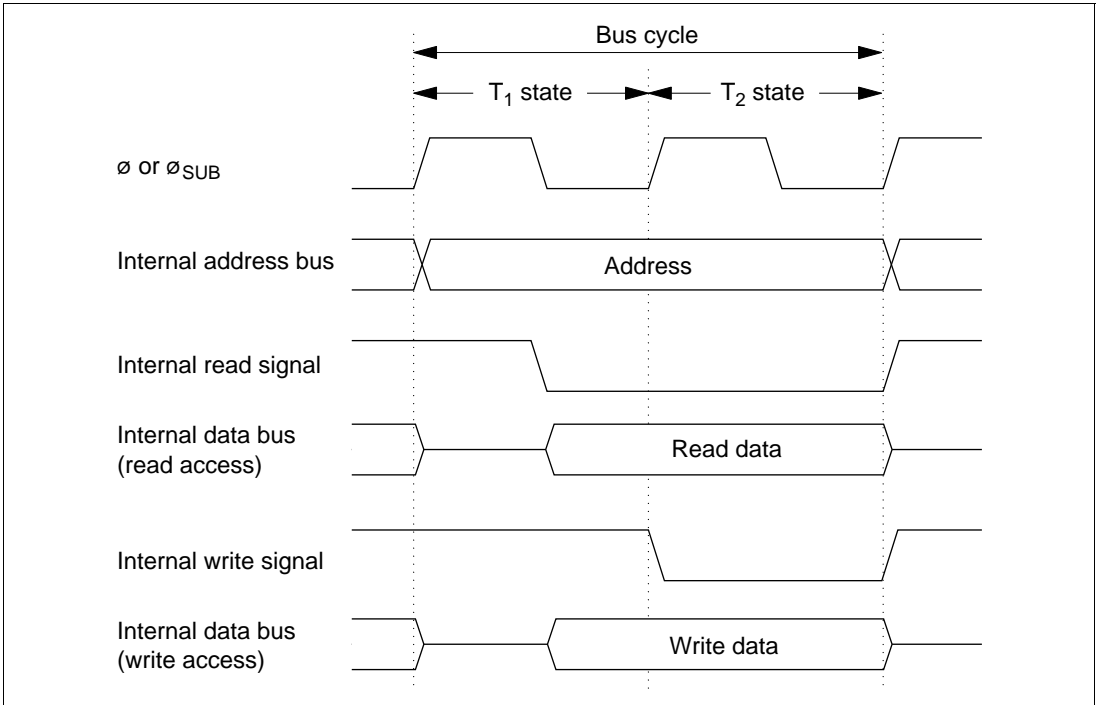 Bus cycle
T₁ state
T₂ state
ø or øSUB
Internal address bus
Address
Internal read signal
Internal data bus
(read access)
Read data
Internal write signal
Internal data bus
(write access)
Write data